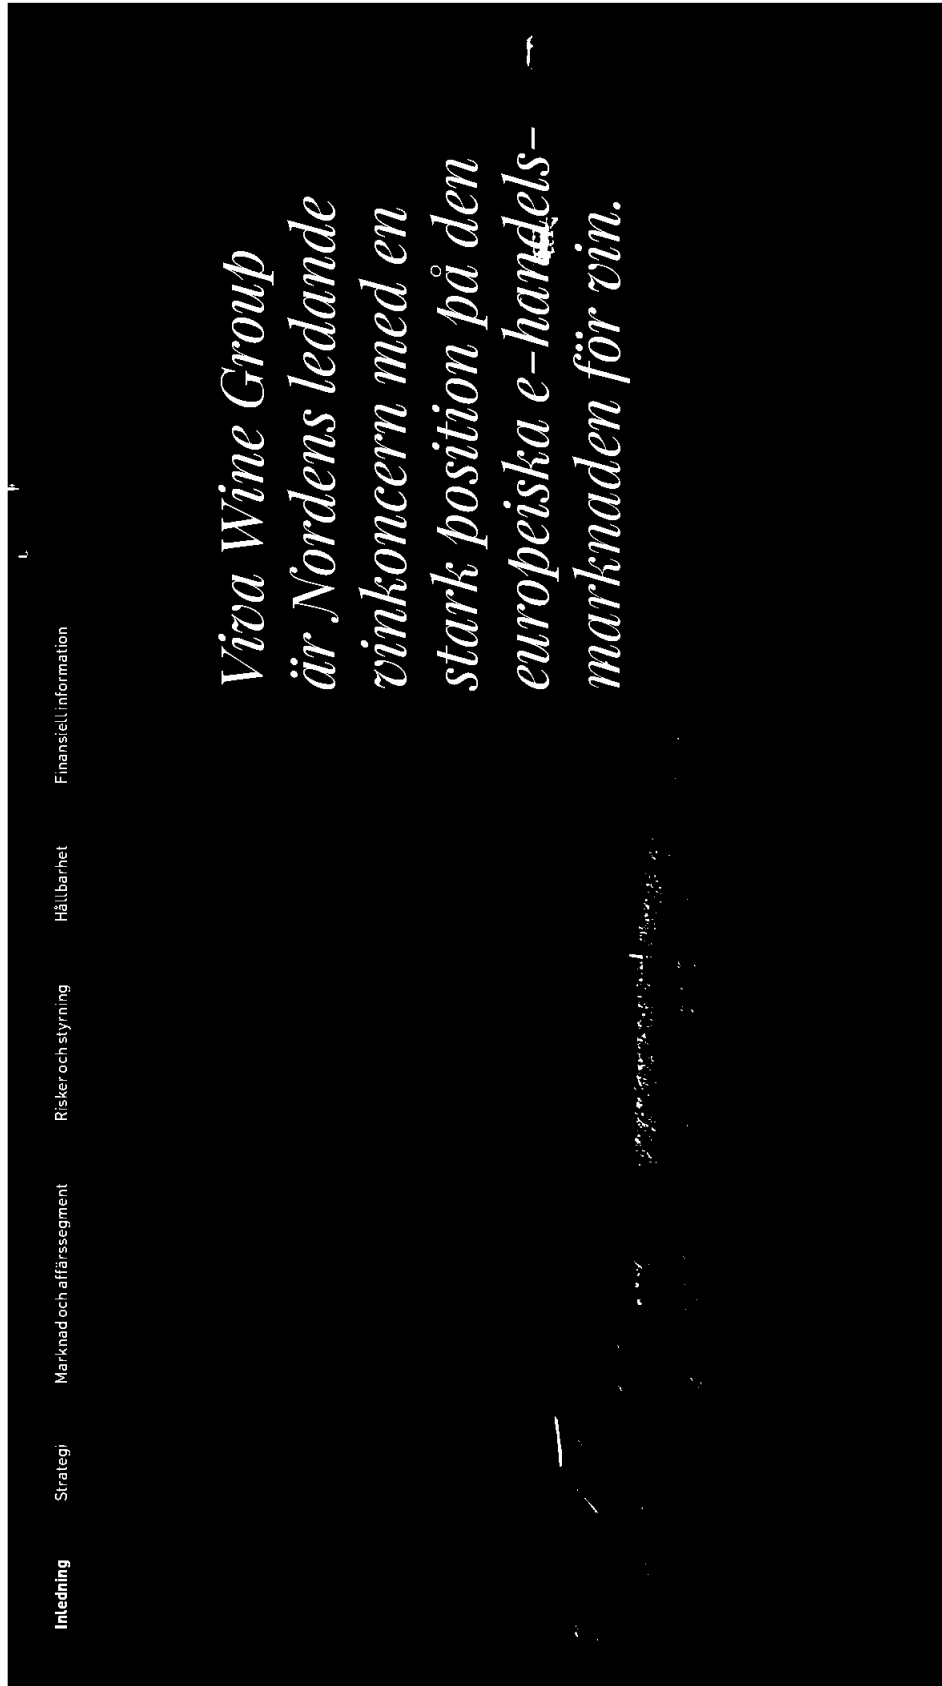 Inledning Strategi Marknad och affärssegment Risker och styrning Hållbarhet Finansiell information
Viva Wine Group
är Nordens ledande
vinkoncern med en
stark position på den
europeiska e-handels-
marknaden för vin.